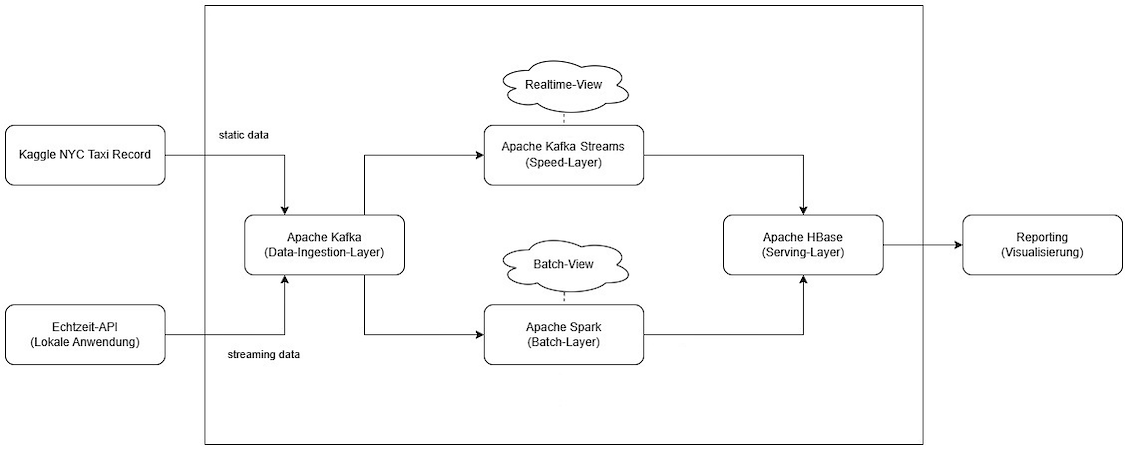 Realtime-View
static data
Kaggle NYC Taxi Record
Apache Kafka Streams
(Speed-Layer)
Apache Kafka
(Data-Ingestion-Layer)
Apache HBase
(Serving-Layer)
Reporting
(Visualisierung)
Batch-View
Echtzeit-API
(Lokale Anwendung)
streaming data
Apache Spark
(Batch-Layer)